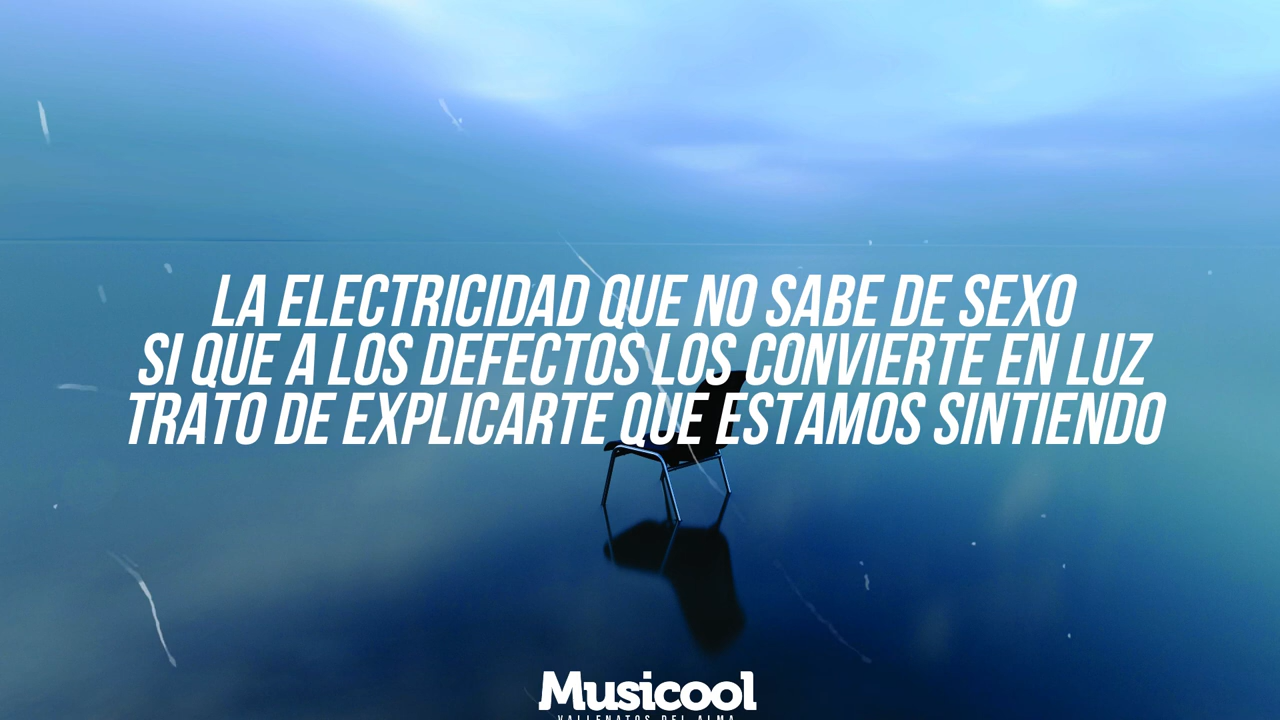 LA ELECTRICIDAD QUE NO SABE DE SEXO
SI QUE A LOS DEFECTOS LOS CONVIERTE EN LUZ
TRATO DE EXPLICARTE QUE ESTAMOS SINTIENDO
Musicool
VALLENATOS DEL ALMA